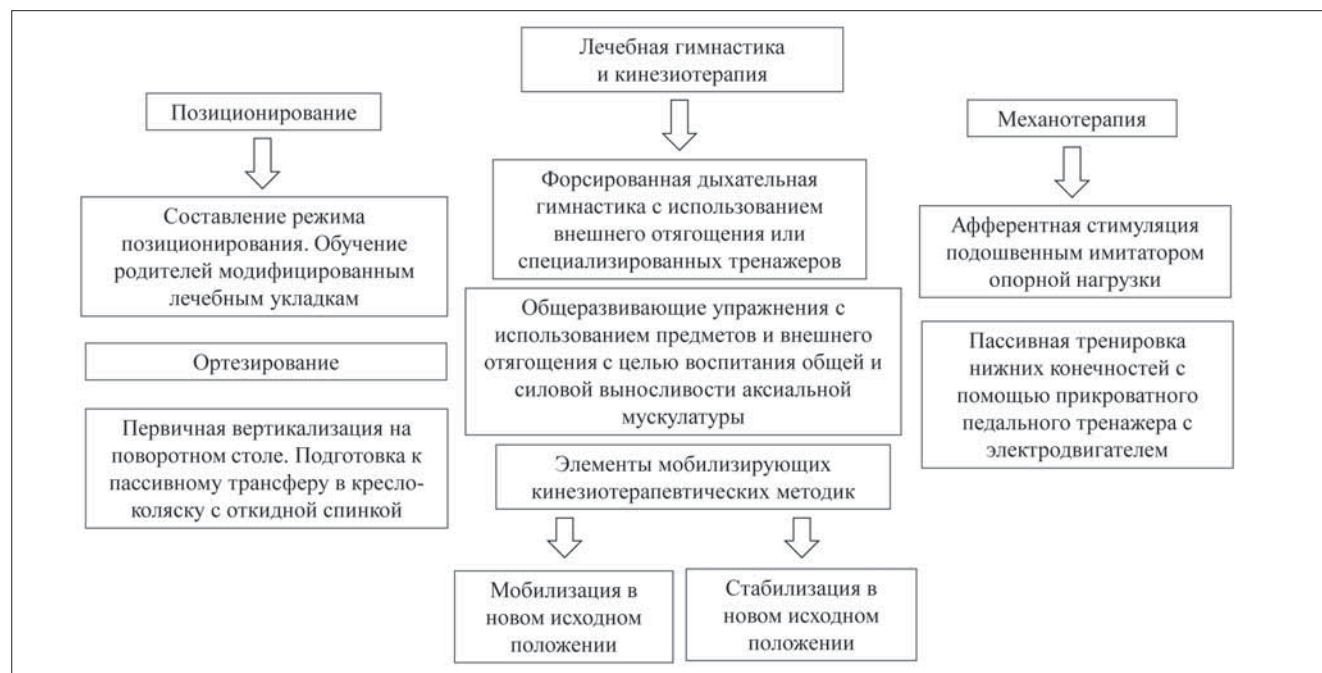 Позиционирование
Составление режима
позиционирования. Обучение
родителей модифицированным
лечебным укладкам
Ортезирование
Первичная вертикализация на
поворотном столе. Подготовка к
пассивному трансферу в кресло-
коляску с откидной спинкой
Лечебная гимнастика
и кинезиотерапия
Форсированная дыхательная
гимнастика с использованием
внешнего отягощения или
специализированных тренажеров
Общеразвивающие упражнения с
использованием предметов и внешнего
отягощения с целью воспитания общей и
силовой выносливости аксиальной
мускулатуры
Элементы мобилизирующих
кинезиотерапевтических методик
Мобилизация в
новом исходном
положении
Стабилизация в
новом исходном
положении
Механотерапия
Афферентная стимуляция
подошвенным имитатором
опорной нагрузки
Пассивная тренировка
нижних конечностей с
помощью прикроватного
педального тренажера с
электродвигателем